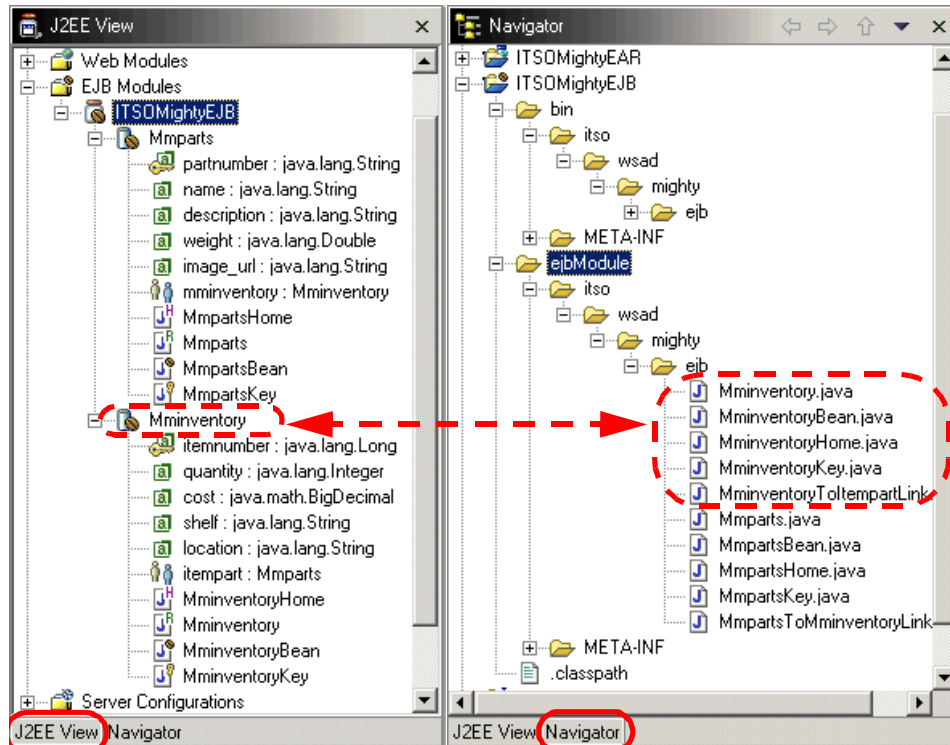 J2EE View
Web Modules
EJB Modules
ITSOMightyEJB
Mmparts
partnumber : java.lang.String
name : java.lang.String
description : java.lang.String
weight : java.lang.Double
image_url : java.lang.String
mminventory : Mminventory
MmpartsHome
Mmparts
MmpartsBean
MmpartsKey
Mminventory
itemnumber : java.lang.Long
quantity : java.lang.Integer
cost : java.math.BigDecimal
shelf : java.lang.String
location : java.lang.String
itempart : Mmparts
MminventoryHome
Mminventory
MminventoryBean
MminventoryKey
Server Configurations
J2EE View Navigator
Navigator
ITSOMightyEAR
ITSOMightyEJB
bin
itso
wsad
mighty
ejb
META-INF
ejbModule
itso
wsad
mighty
ejb
Mminventory.java
MminventoryBean.java
MminventoryHome.java
MminventoryKey.java
MminventoryToItempartLink
Mmparts.java
MmpartsBean.java
MmpartsHome.java
MmpartsKey.java
MmpartsToMminventoryLink
META-INF
.classpath
J2EE View Navigator